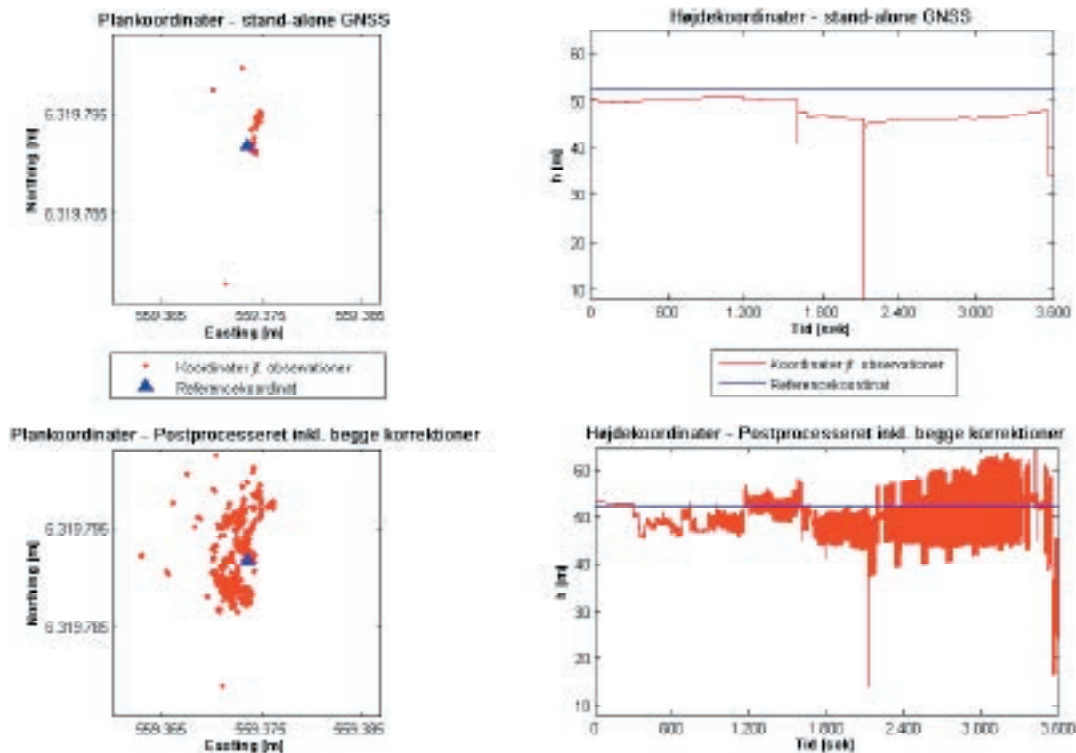 Plankoordinater - stand-alone GNSS
Northing [m]
6.319.795
6.319.785
559.365
559.375
559.385
Easting [m]
Koordinater jf. observationer
Referencekoordinat
Højdekoordinater - stand-alone GNSS
h [m]
60
50
40
30
20
10
0
600
1.200
1.800
2.400
3.000
3.600
Tid [sek]
Koordinater jf. observationer
Referencekoordinat
Plankoordinater - Postprocesseret inkl. begge korrektioner
Northing [m]
6.319.795
6.319.785
559.365
559.375
559.385
Easting [m]
Højdekoordinater - Postprocesseret inkl. begge korrektioner
h [m]
60
50
40
30
20
10
0
600
1.200
1.800
2.400
3.000
3.600
Tid [sek]